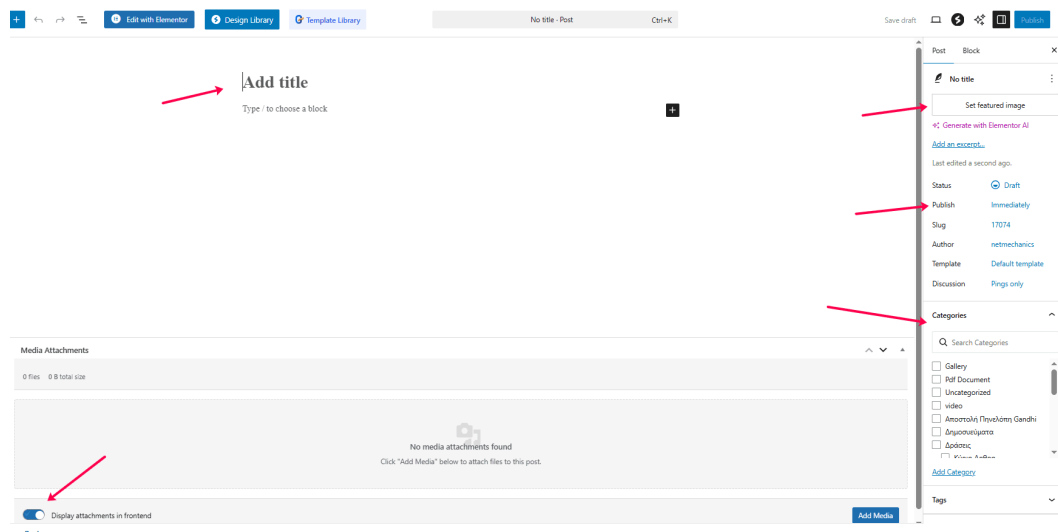 Edit with Elementor
Design Library
Template Library
No title · Post
Ctrl+K
Save draft
Publish
Add title
Type / to choose a block
Post
Block
No title
Set featured image
Generate with Elementor AI
Add an excerpt...
Last edited a second ago.
Status Draft
Publish Immediately
Slug 17074
Author netmechanics
Template Default template
Discussion Pings only
Categories
Search Categories
Gallery
Pdf Document
Uncategorized
video
Αποστολή Πηνελόπη Gandhi
Δημοσιεύματα
Δράσεις
Add Category
Tags
Media Attachments
0 files 0 B total size
No media attachments found
Click "Add Media" below to attach files to this post.
Display attachments in frontend
Add Media